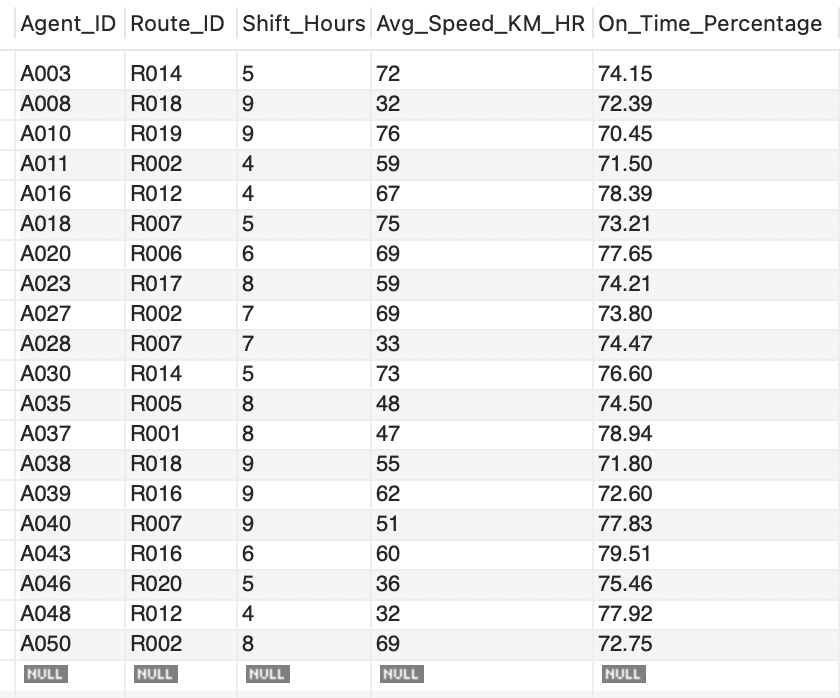 Agent_ID Route_ID Shift_Hours Avg_Speed_KM_HR On_Time_Percentage
A003 R014 5 72 74.15
A008 R018 9 32 72.39
A010 R019 9 76 70.45
A011 R002 4 59 71.50
A016 R012 4 67 78.39
A018 R007 5 75 73.21
A020 R006 6 69 77.65
A023 R017 8 59 74.21
A027 R002 7 69 73.80
A028 R007 7 33 74.47
A030 R014 5 73 76.60
A035 R005 8 48 74.50
A037 R001 8 47 78.94
A038 R018 9 55 71.80
A039 R016 9 62 72.60
A040 R007 9 51 77.83
A043 R016 6 60 79.51
A046 R020 5 36 75.46
A048 R012 4 32 77.92
A050 R002 8 69 72.75
NULL NULL NULL NULL NULL